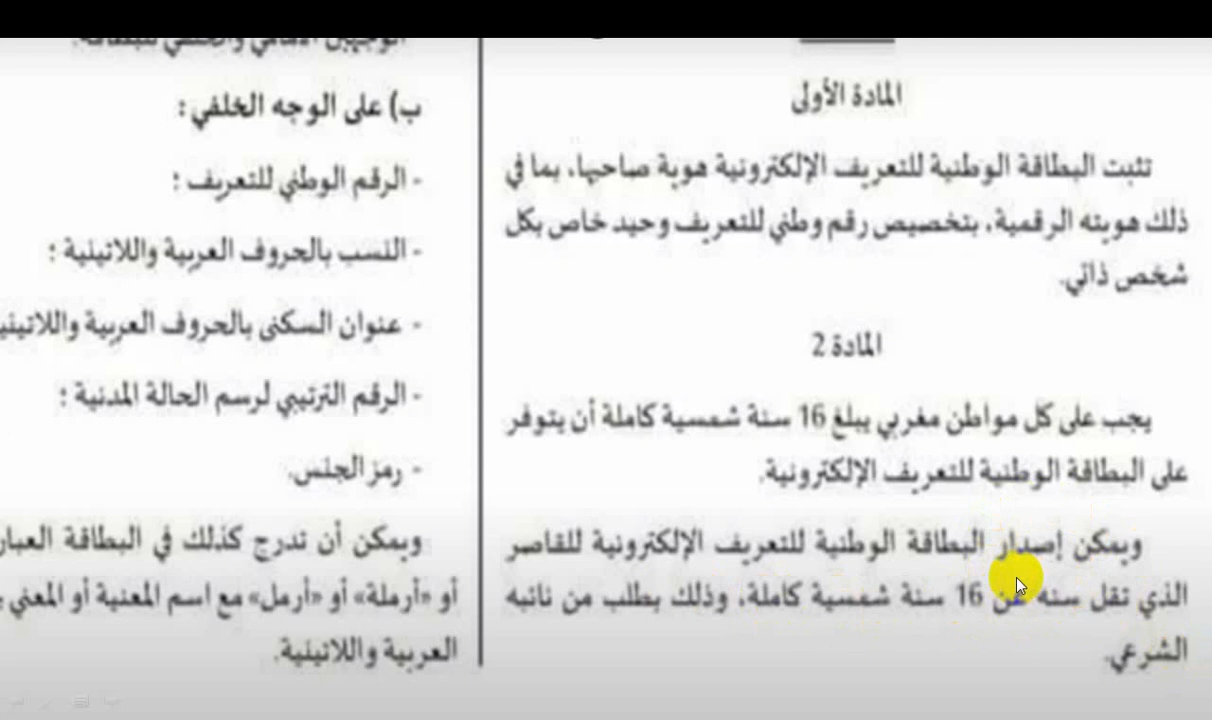 المادة الأولى
تثبت البطاقة الوطنية للتعريف الإلكترونية هوية صاحبها، بما في
ذلك هويته الرقمية، بتخصيص رقم وطني للتعريف وحيد خاص بكل
شخص ذاتي.
المادة 2
يجب على كل مواطن مغربي يبلغ 16 سنة شمسية كاملة أن يتوفر
على البطاقة الوطنية للتعريف الإلكترونية.
ويمكن إصدار البطاقة الوطنية للتعريف الإلكترونية للقاصر
الذي تقل سنه عن 16 سنة شمسية كاملة، وذلك بطلب من نائبه
الشرعي.
ب) على الوجه الخلفي :
- الرقم الوطني للتعريف ؛
- النسب بالحروف العربية واللاتينية ؛
- عنوان السكنى بالحروف العربية
- الرقم الترتيبي لرسم الحالة المدنية ؛
- رمز الجنس.
ويمكن أن تدرج كذلك في البطاقة
أو «أرملة» أو «أرمل» مع اسم المعنية أو المعني
العربية واللاتينية.